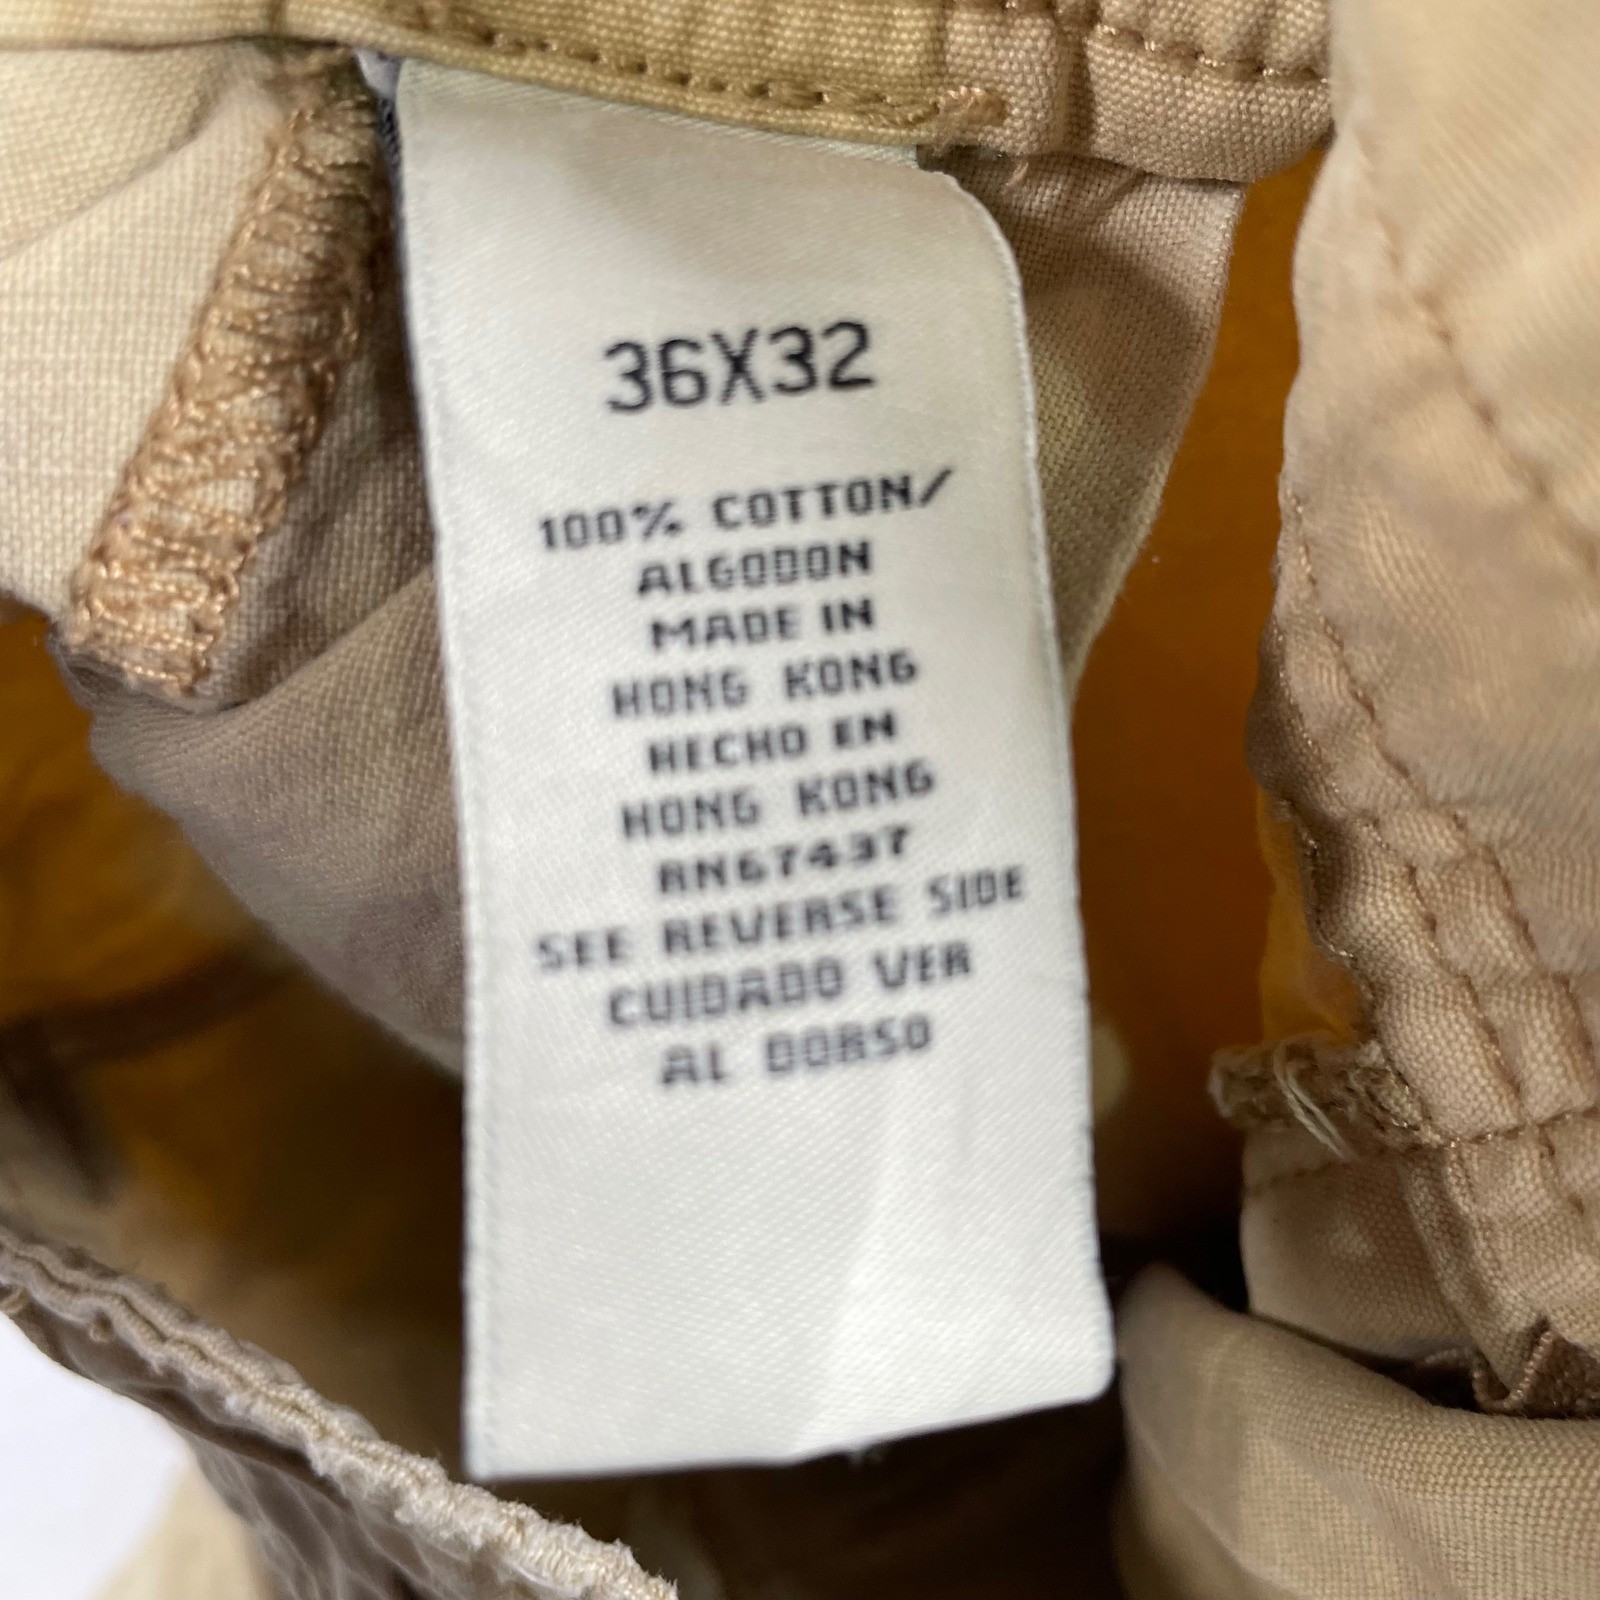 36X32
100% COTTON/
ALGODON
MADE IN
HONG KONG
HECHO EN
HONG KONG
RN67437
SEE REVERSE SIDE
CUIDADO VER
AL DORSO